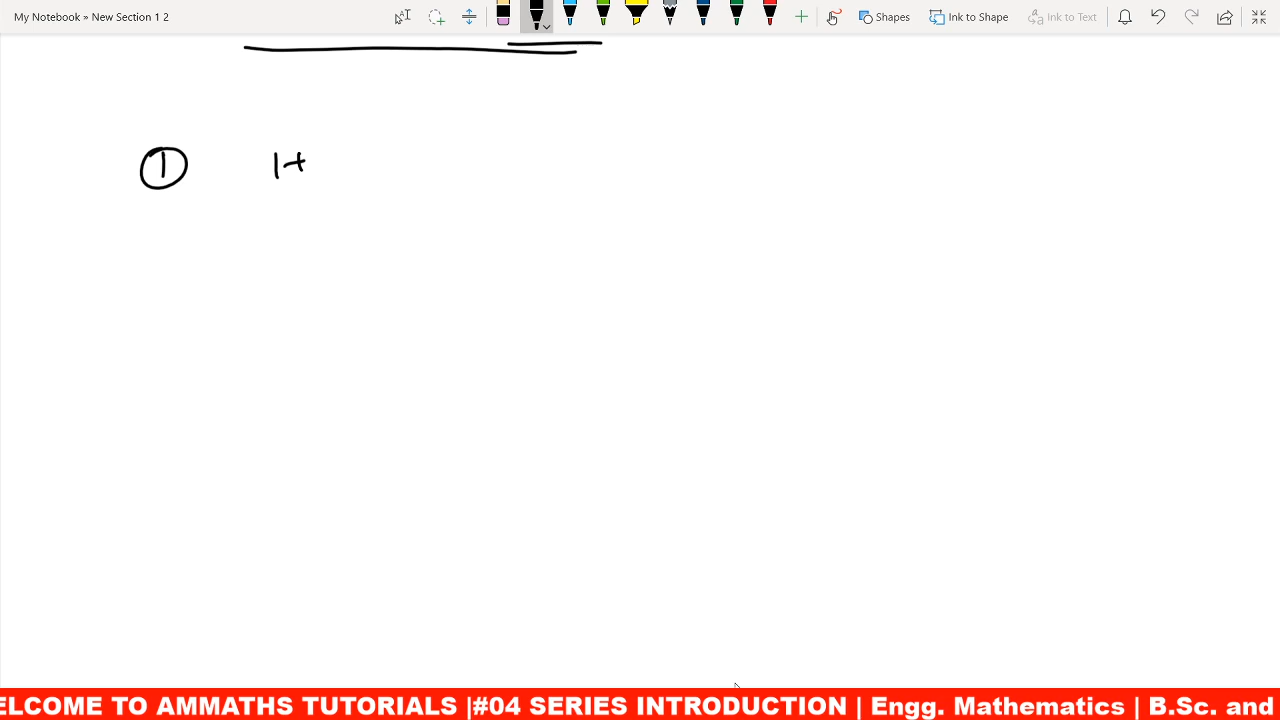 My Notebook » New Section 1 2
Shapes
Ink to Shape
Ink to Text
① 1+
ELCOME TO AMMATHS TUTORIALS |#04 SERIES INTRODUCTION | Engg. Mathematics | B.Sc. and